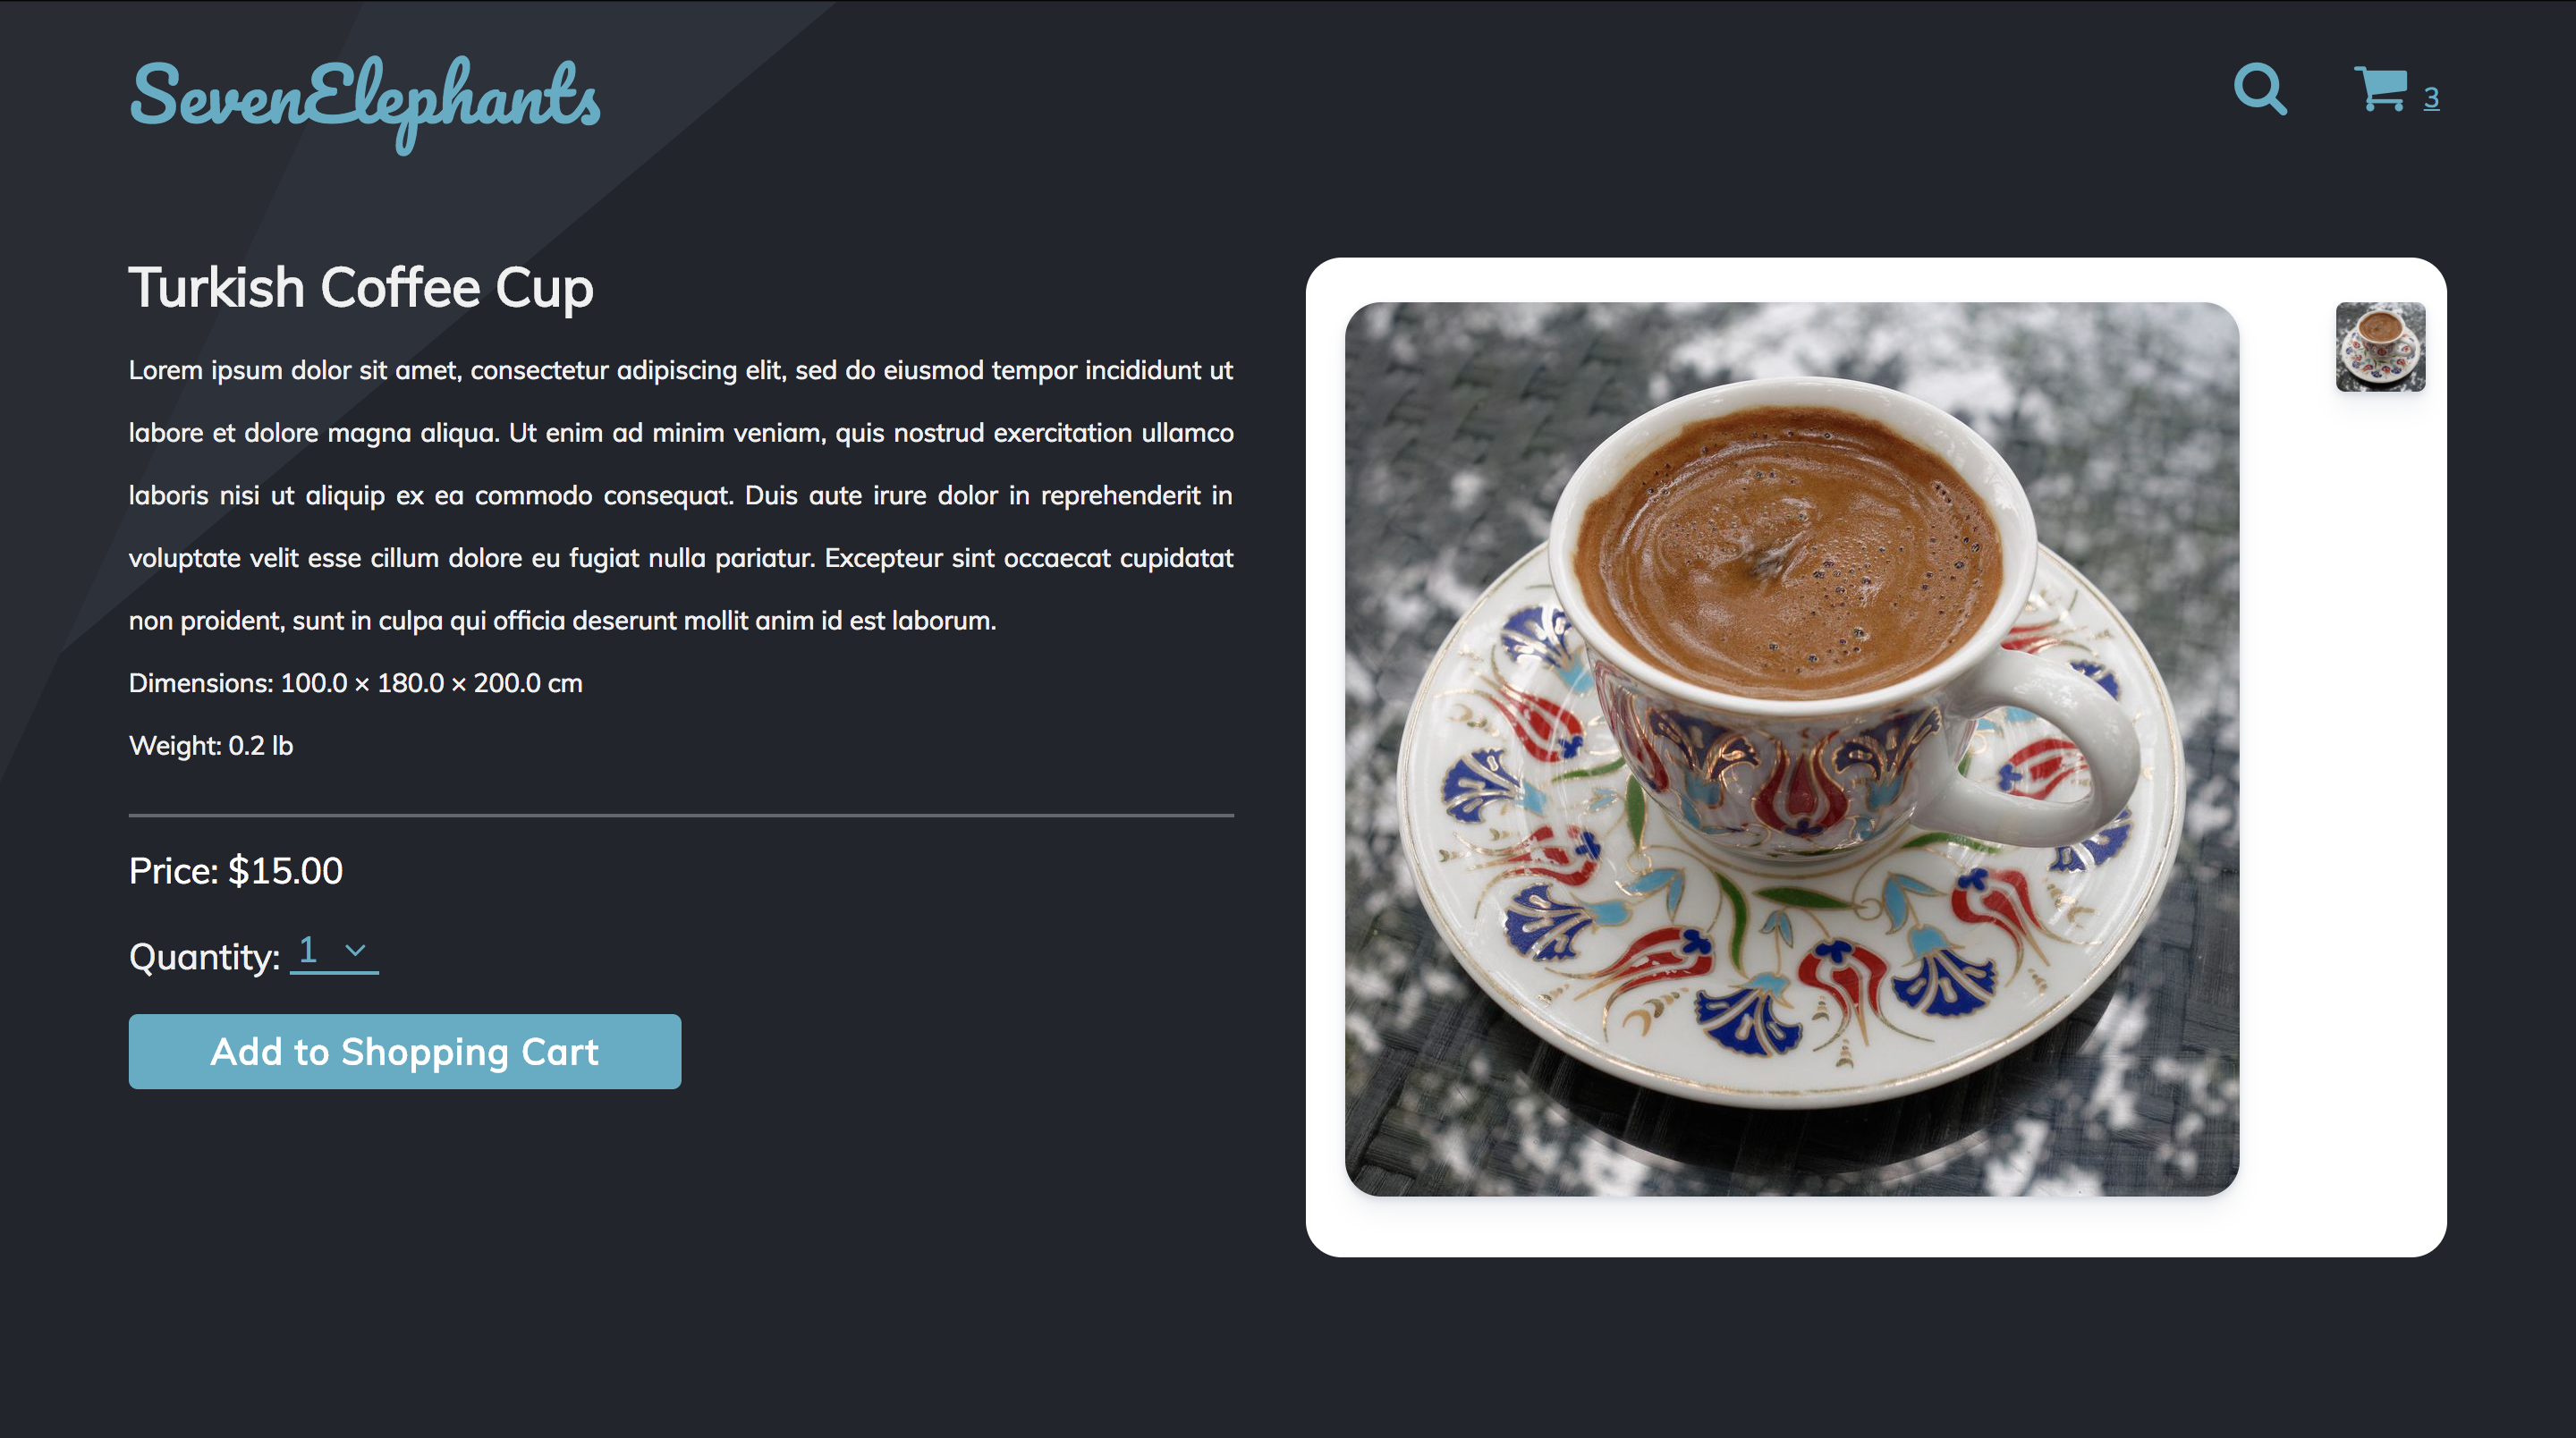 SevenElephants
3
Turkish Coffee Cup
Lorem ipsum dolor sit amet, consectetur adipiscing elit, sed do eiusmod tempor incididunt ut
labore et dolore magna aliqua. Ut enim ad minim veniam, quis nostrud exercitation ullamco
laboris nisi ut aliquip ex ea commodo consequat. Duis aute irure dolor in reprehenderit in
voluptate velit esse cillum dolore eu fugiat nulla pariatur. Excepteur sint occaecat cupidatat
non proident, sunt in culpa qui officia deserunt mollit anim id est laborum.
Dimensions: 100.0 × 180.0 × 200.0 cm
Weight: 0.2 lb
Price: $15.00
Quantity: 1
Add to Shopping Cart